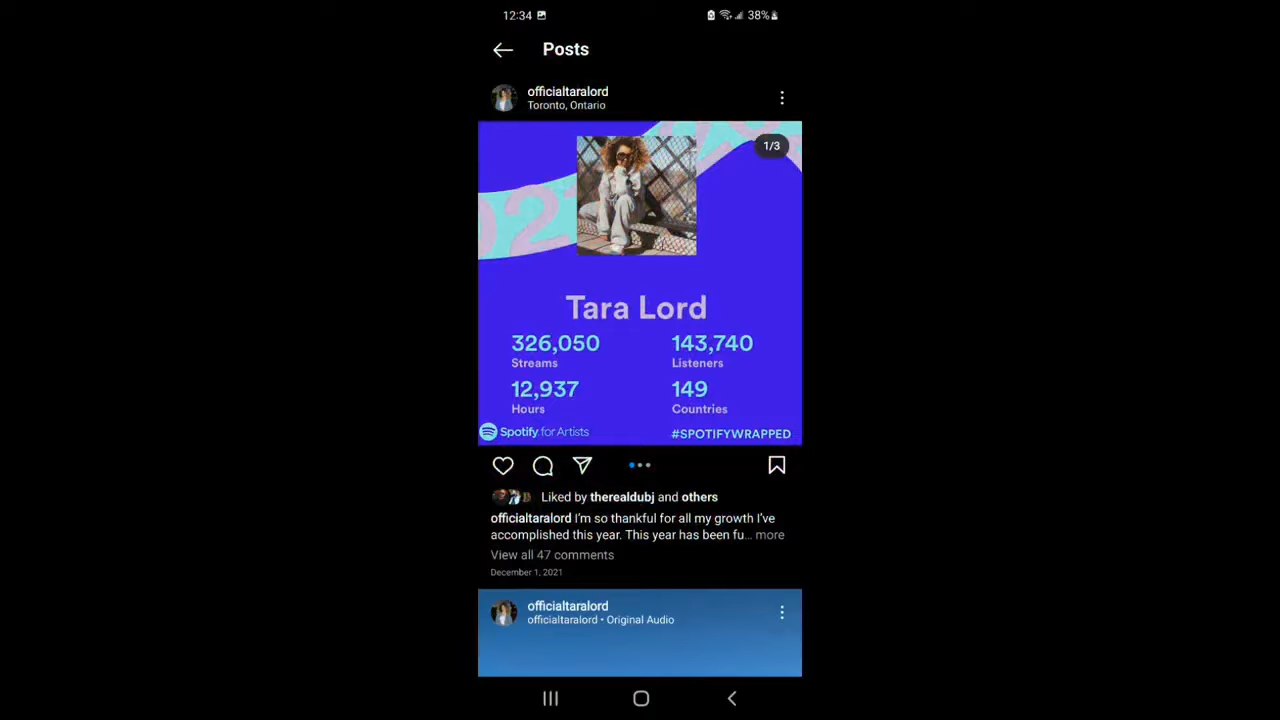 12:34
38%
Posts
officialtaralord
Toronto, Ontario
1/3
202
Tara Lord
326,050
Streams
143,740
Listeners
12,937
Hours
149
Countries
Spotify for Artists
#SPOTIFYWRAPPED
Liked by therealdubj and others
officialtaralord I'm so thankful for all my growth I've
accomplished this year. This year has been fu... more
View all 47 comments
December 1, 2021
officialtaralord
officialtaralord • Original Audio